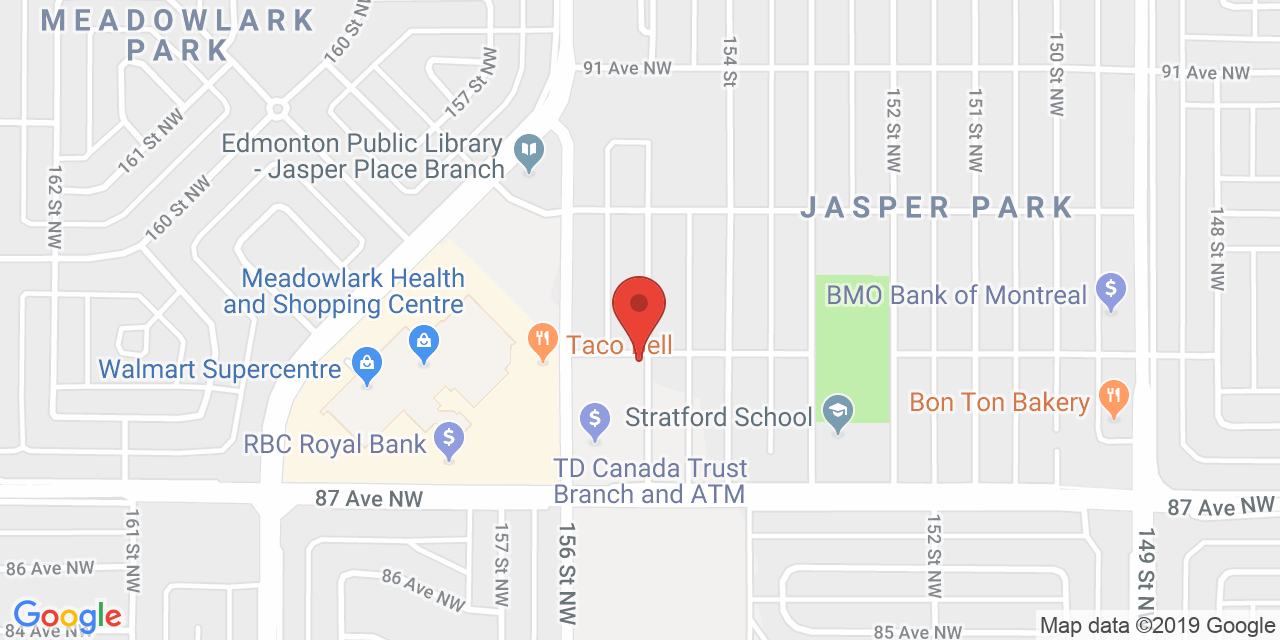 MEADOWLARK
PARK
160 St NW
157 St NW
161 St NW
162 St NW
160 St NW
91 Ave NW
154 St
150 St NW
91 Ave NW
152 St NW
151 St NW
148 St NW
Edmonton Public Library
- Jasper Place Branch
JASPER PARK
Meadowlark Health
and Shopping Centre
BMO Bank of Montreal
Walmart Supercentre
Bon Ton Bakery
Stratford School
RBC Royal Bank
TD Canada Trust
Branch and ATM
87 Ave NW
87 Ave NW
161 St NW
157 St NW
156 St NW
152 St NW
86 Ave NW
86 Ave NW
84 Ave NW
85 Ave NW
Taco
Google
Map data ©2019 Google